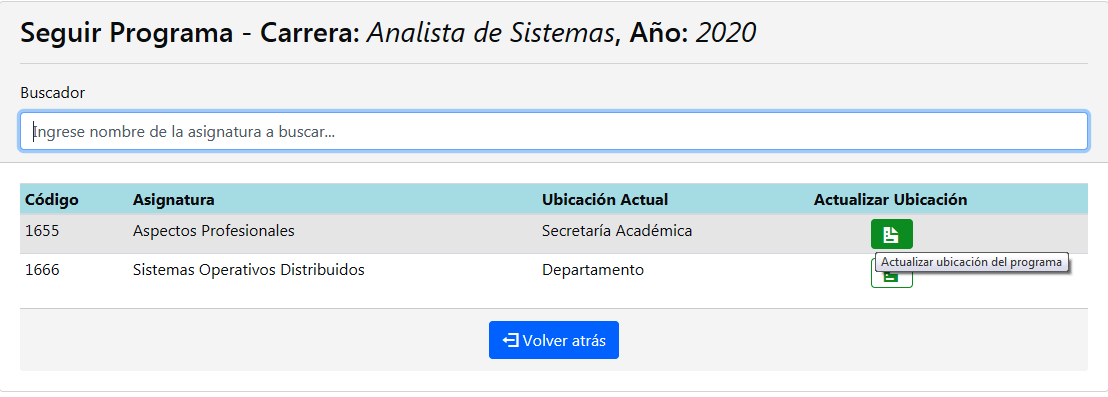 Seguir Programa - Carrera: Analista de Sistemas, Año: 2020
Buscador
Ingrese nombre de la asignatura a buscar...
Código Asignatura Ubicación Actual Actualizar Ubicación
1655 Aspectos Profesionales Secretaría Académica
Actualizar ubicación del programa
1666 Sistemas Operativos Distribuidos Departamento
Volver atrás